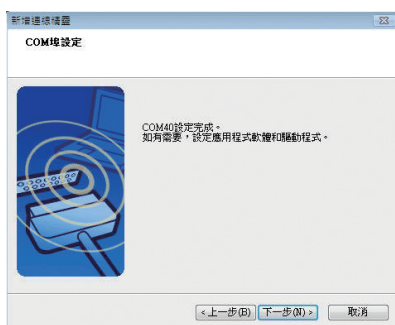 新增連線精靈
COM埠設定
COM40設定完成。
如有需要，設定應用程式軟體和驅動程式。
<上一步(B) 下一步(N)> 取消